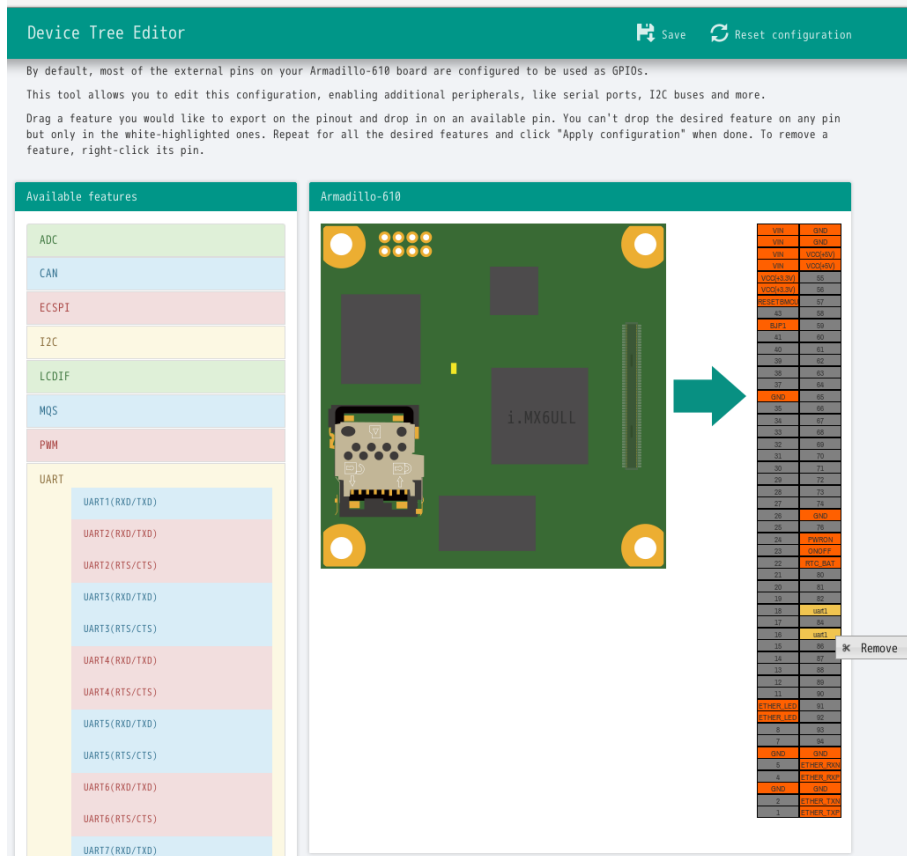 Device Tree Editor
Save
Reset configuration
By default, most of the external pins on your Armadillo-610 board are configured to be used as GPIOs.
This tool allows you to edit this configuration, enabling additional peripherals, like serial ports, I2C buses and more.
Drag a feature you would like to export on the pinout and drop in on an available pin. You can't drop the desired feature on any pin
but only in the white-highlighted ones. Repeat for all the desired features and click "Apply configuration" when done. To remove a
feature, right-click its pin.
Available features
ADC
CAN
ECSPI
I2C
LCDIF
MQS
PWM
UART
UART1(RXD/TXD)
UART2(RXD/TXD)
UART2(RTS/CTS)
UART3(RXD/TXD)
UART3(RTS/CTS)
UART4(RXD/TXD)
UART4(RTS/CTS)
UART5(RXD/TXD)
UART5(RTS/CTS)
UART6(RXD/TXD)
UART6(RTS/CTS)
UART7(RXD/TXD)
Armadillo-610
i.MX6ULL
VIN GND
VIN GND
VIN VCC(+5V)
VIN VCC(+5V)
VCC(+3.3V) 55
VCC(+3.3V) 56
RESETBMCU 57
43 58
BJP1 59
41 60
40 61
39 62
38 63
37 64
GND 65
35 66
34 67
33 68
32 69
31 70
30 71
29 72
28 73
27 74
26 GND
25 76
24 PWRON
23 ONOFF
22 RTC_BAT
21 80
20 81
19 82
18 uart1
17 84
16 uart1
15 86
14 87
13 88
12 89
11 90
ETHER_LED 91
ETHER_LED 92
8 93
7 94
GND GND
5 ETHER_RXN
4 ETHER_RXP
GND GND
2 ETHER_TXN
1 ETHER_TXP
Remove